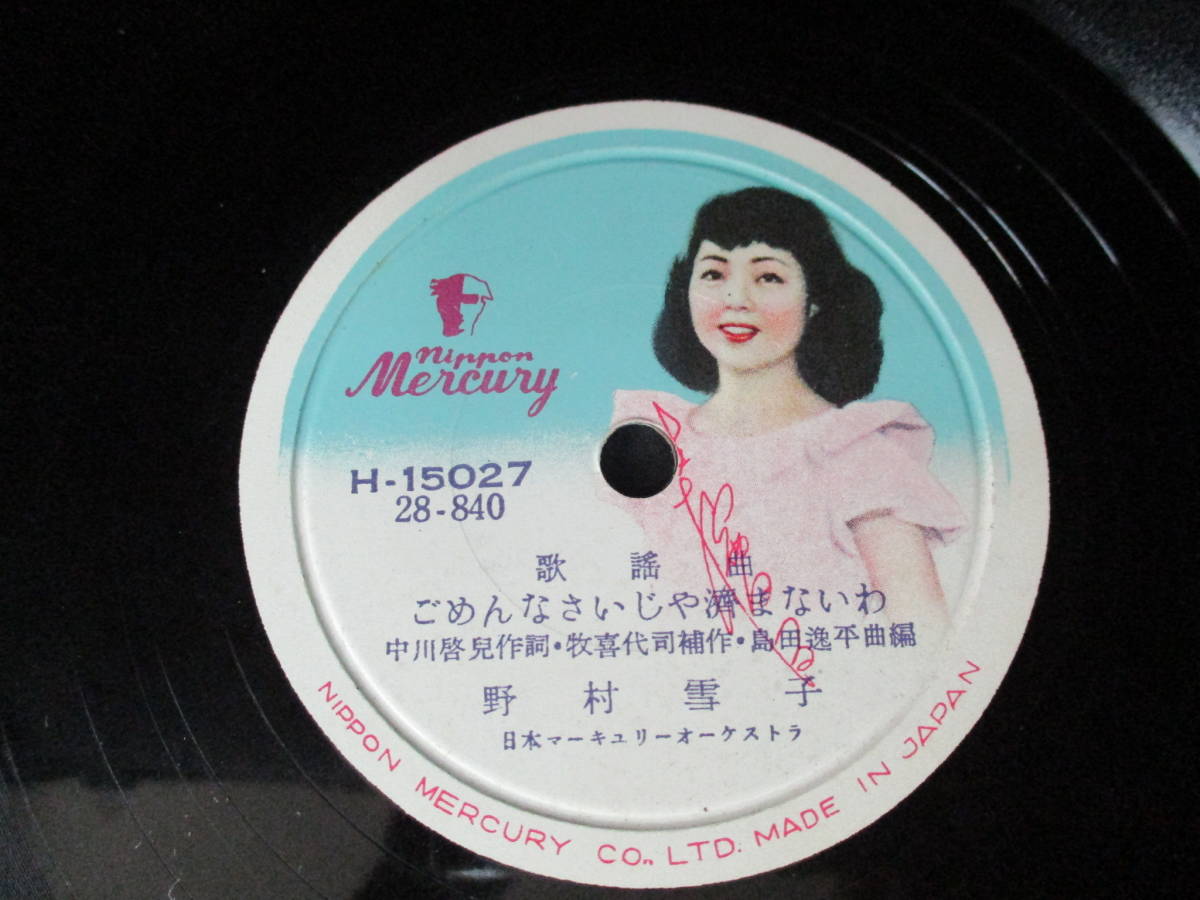 nippon
Mercury
H-15027
28-840
歌謡曲
ごめんなさいじや濟まないわ
中川啓兒作詞・牧喜代司補作・島田逸平曲編
野村雪子
日本マーキュリーオーケストラ
NIPPON MERCURY CO., LTD. MADE IN JAPAN